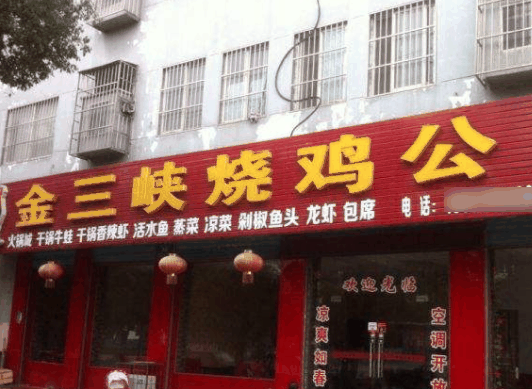 金三峡烧鸡公
火锅城 干锅牛蛙 干锅香辣虾 活水鱼 蒸菜 凉菜 剁椒鱼头 龙虾 包席 电话:
欢迎光临
凉爽如春
空调开放